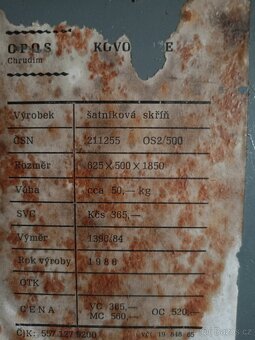 OPOS KOVO E
Chrudim
Výrobek šatníková skříň
ČSN 211255 OS2/500
Rozměr 625×500×1850
Váha cca 50,— kg
SVC Kčs 365,—
Výměr 1390/84
Rok výroby 1988
OTK
CENA VC 365.— OC 520.—
MC 560,—